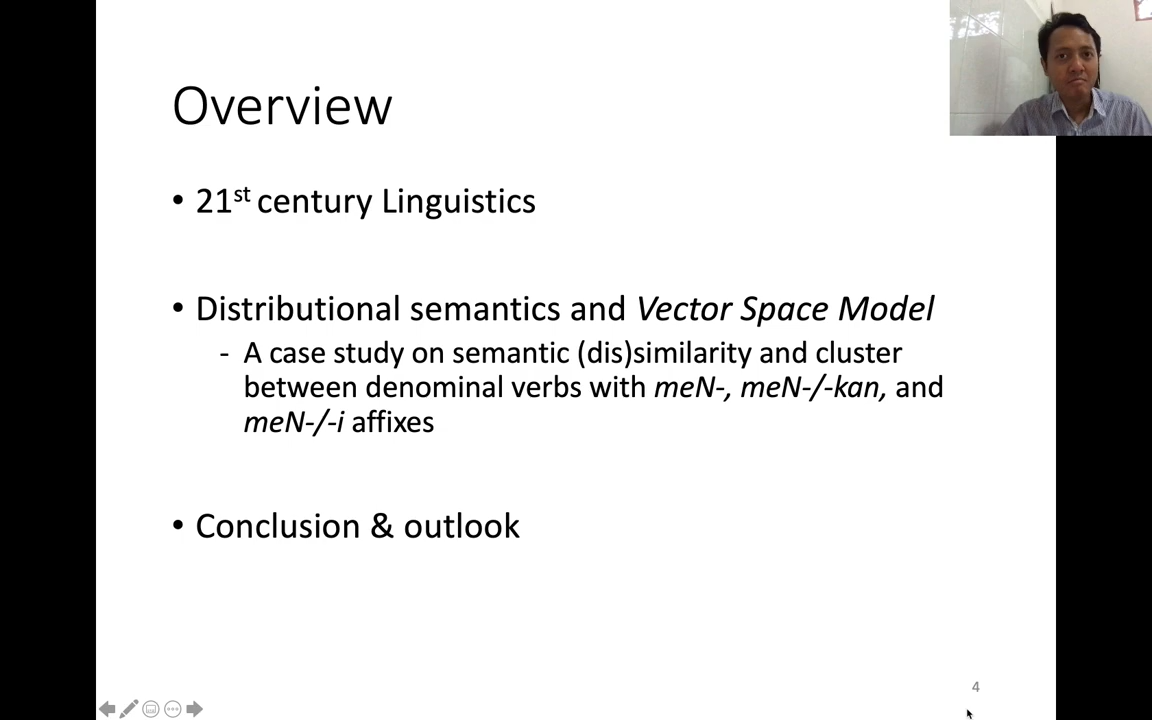 Overview
• 21st century Linguistics
• Distributional semantics and Vector Space Model
- A case study on semantic (dis)similarity and cluster
between denominal verbs with meN-, meN-/-kan, and
meN-/-i affixes
• Conclusion & outlook
4